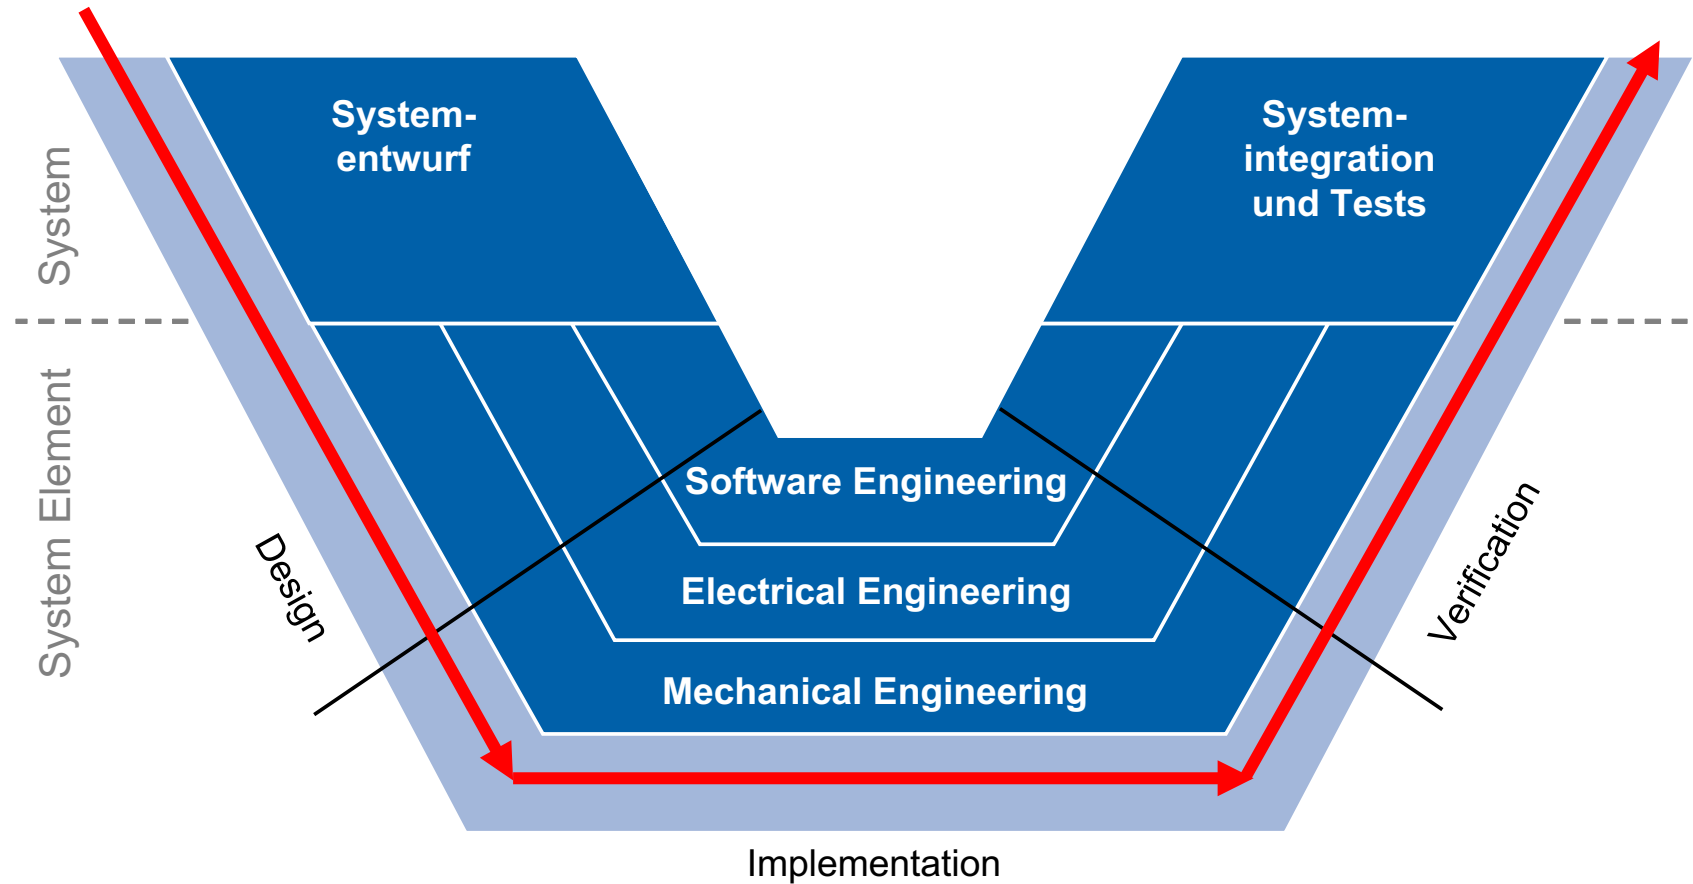 System-
entwurf
System-
integration
und Tests
System
System Element
Software Engineering
Electrical Engineering
Mechanical Engineering
Design
Verification
Implementation